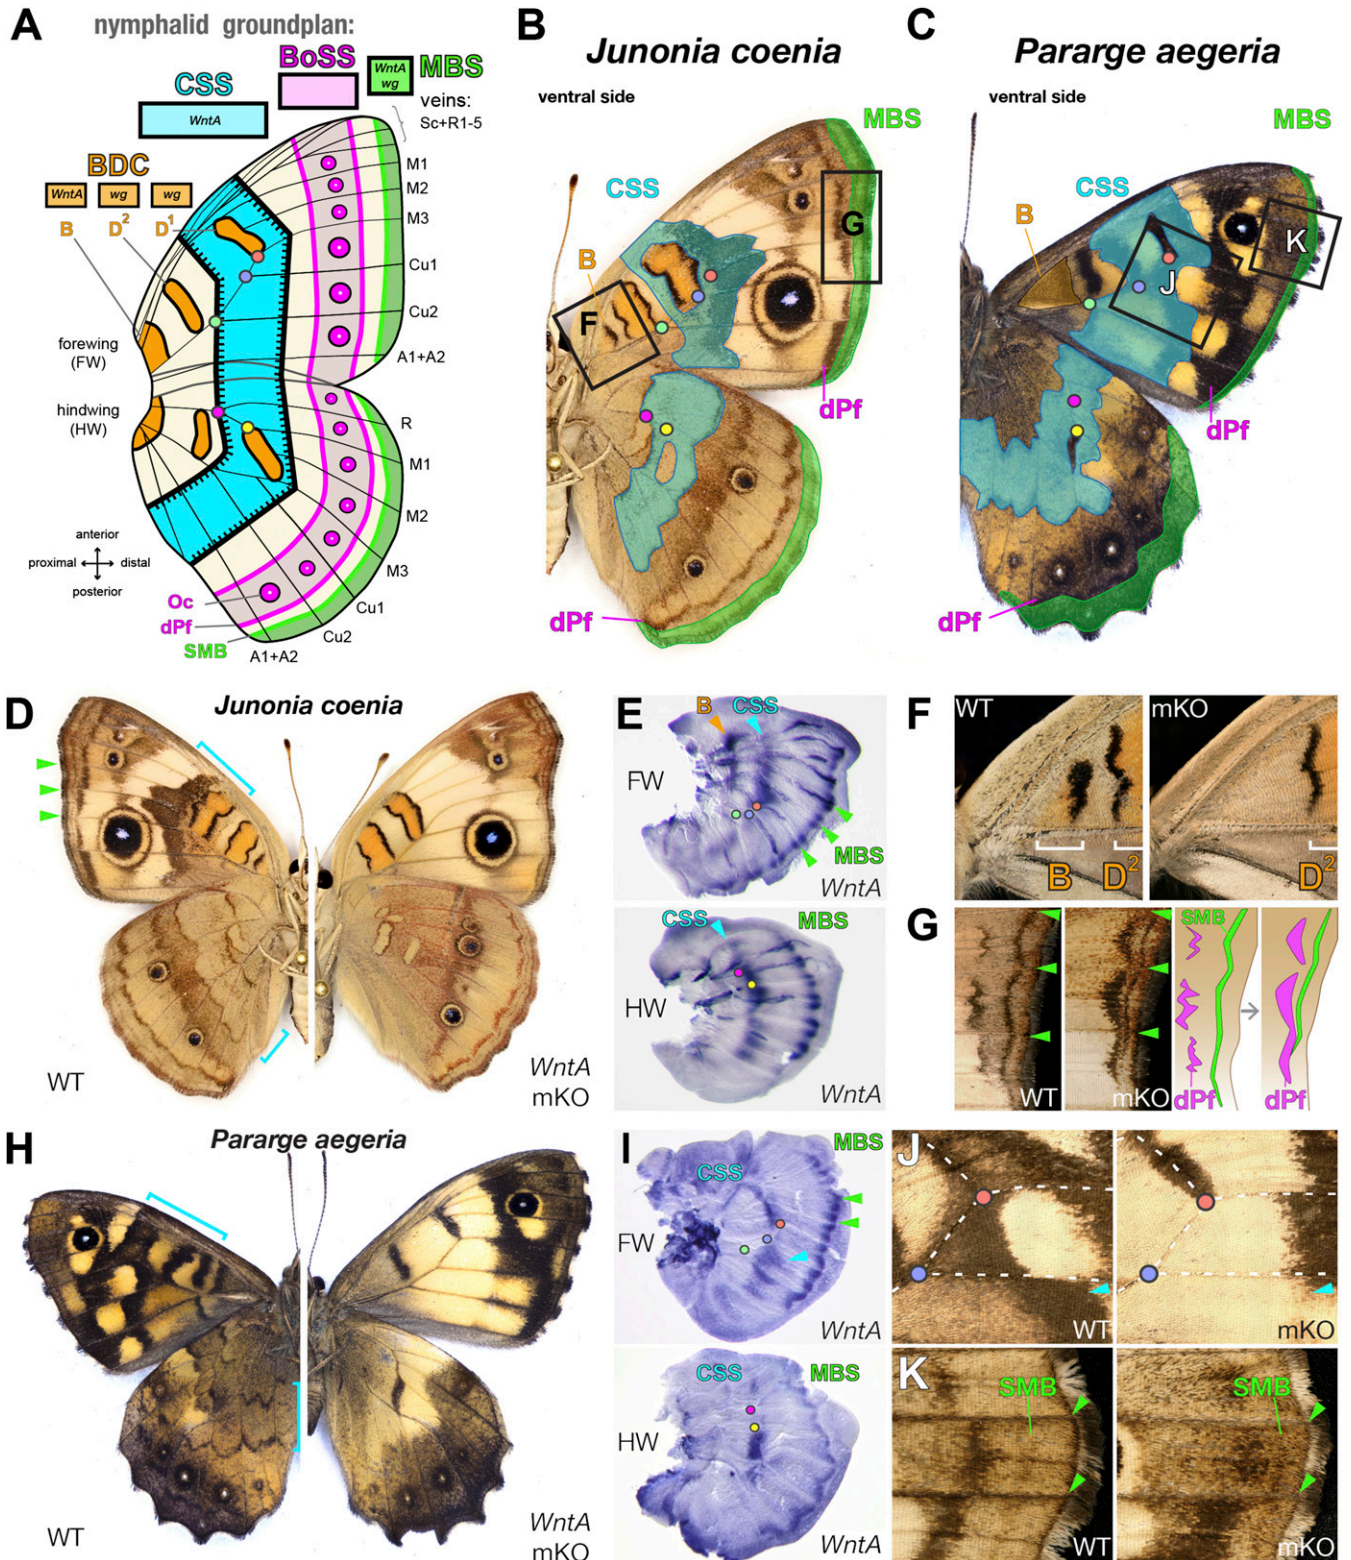 A
nymphalid groundplan:
CSS
WntA
BoSS
WntA
wg
MBS
veins:
Sc+R1-5
BDC
WntA
wg
wg
B
D2
D1
M1
M2
M3
Cu1
Cu2
A1+A2
forewing
(FW)
hindwing
(HW)
R
M1
M2
M3
Cu1
Cu2
A1+A2
anterior
proximal
distal
posterior
Oc
dPf
SMB
B
Junonia coenia
ventral side
MBS
CSS
B
F
G
dPf
dPf
C
Pararge aegeria
ventral side
MBS
CSS
B
J
K
dPf
dPf
D
Junonia coenia
WT
WntA
mKO
E
B
CSS
FW
MBS
WntA
CSS
MBS
HW
WntA
F
WT
mKO
B
D2
D2
G
WT
mKO
SMB
dPf
dPf
H
Pararge aegeria
WT
WntA
mKO
I
MBS
CSS
FW
WntA
CSS
MBS
HW
WntA
J
WT
mKO
K
SMB
SMB
WT
mKO